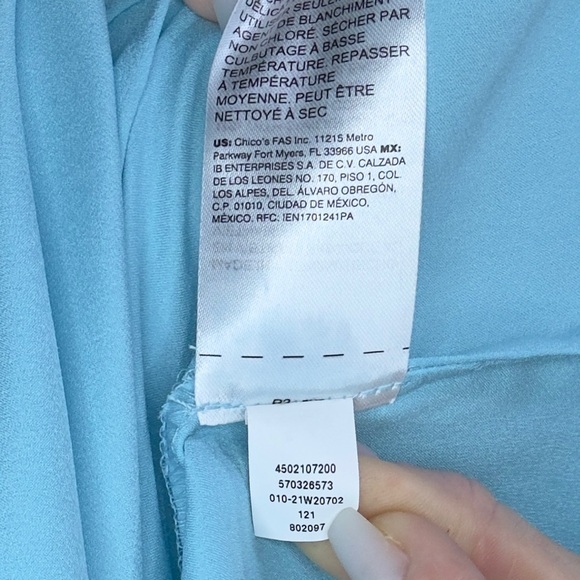 DÉLICAT SEULEMENT
UTILISER DE BLANCHIMENT
NON CHLORÉ. SÉCHER PAR
CULBUTAGE À BASSE
TEMPÉRATURE. REPASSER
À TEMPÉRATURE
MOYENNE. PEUT ÊTRE
NETTOYÉ À SEC
US: Chico's FAS Inc. 11215 Metro
Parkway Fort Myers, FL 33966 USA MX:
IB ENTERPRISES S.A. DE C.V. CALZADA
DE LOS LEONES NO. 170, PISO 1, COL.
LOS ALPES, DEL. ÁLVARO OBREGÓN,
C.P. 01010, CIUDAD DE MÉXICO,
MÉXICO. RFC: IEN1701241PA
4502107200
570326573
010-21W20702
121
802097